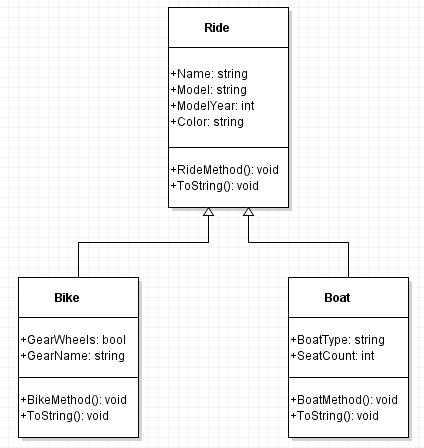 Ride
+Name: string
+Model: string
+ModelYear: int
+Color: string
+RideMethod(): void
+ToString(): void
Bike
+GearWheels: bool
+GearName: string
+BikeMethod(): void
+ToString(): void
Boat
+BoatType: string
+SeatCount: int
+BoatMethod(): void
+ToString(): void